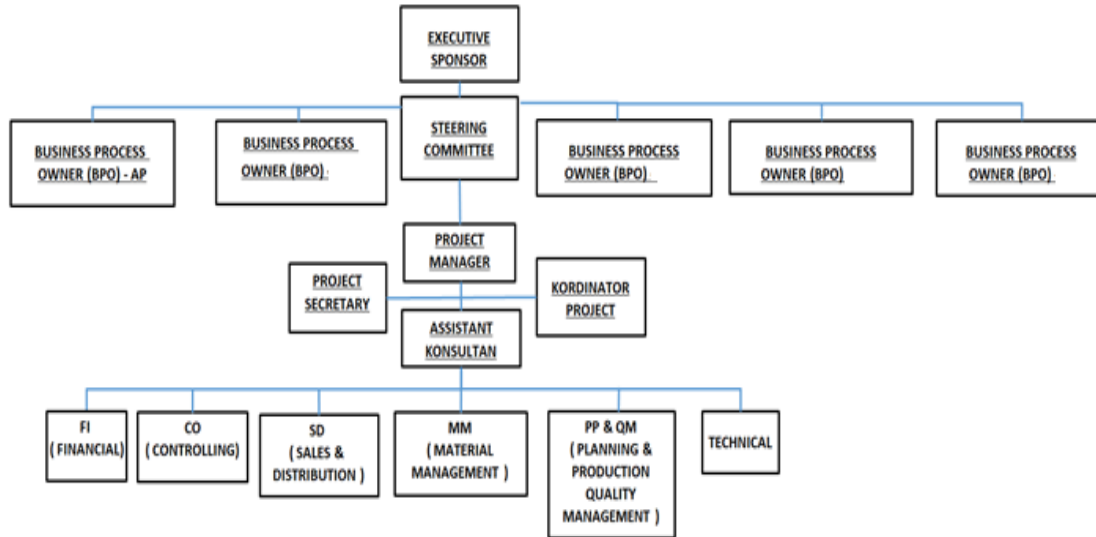 EXECUTIVE
SPONSOR
STEERING
COMMITTEE
BUSINESS PROCESS
OWNER (BPO) - AP
BUSINESS PROCESS
OWNER (BPO)
BUSINESS PROCESS
OWNER (BPO)
BUSINESS PROCESS
OWNER (BPO)
BUSINESS PROCESS
OWNER (BPO)
PROJECT
MANAGER
PROJECT
SECRETARY
KORDINATOR
PROJECT
ASSISTANT
KONSULTAN
FI
( FINANCIAL)
CO
( CONTROLLING)
SD
( SALES &
DISTRIBUTION )
MM
( MATERIAL
MANAGEMENT )
PP & QM
( PLANNING &
PRODUCTION
QUALITY
MANAGEMENT )
TECHNICAL